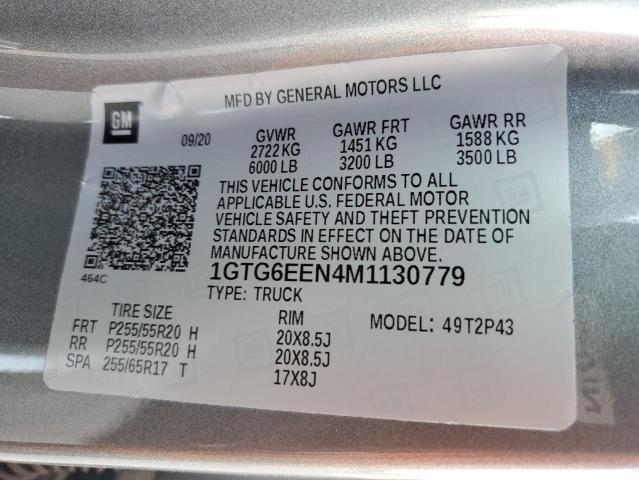 MFD BY GENERAL MOTORS LLC
GM
09/20 GVWR GAWR FRT GAWR RR
2722 KG 1451 KG 1588 KG
6000 LB 3200 LB 3500 LB
THIS VEHICLE CONFORMS TO ALL
APPLICABLE U.S. FEDERAL MOTOR
VEHICLE SAFETY AND THEFT PREVENTION
STANDARDS IN EFFECT ON THE DATE OF
MANUFACTURE SHOWN ABOVE.
464C
1GTG6EEN4M1130779
TYPE: TRUCK
TIRE SIZE RIM MODEL: 49T2P43
FRT P255/55R20 H 20X8.5J
RR P255/55R20 H 20X8.5J
SPA 255/65R17 T 17X8J